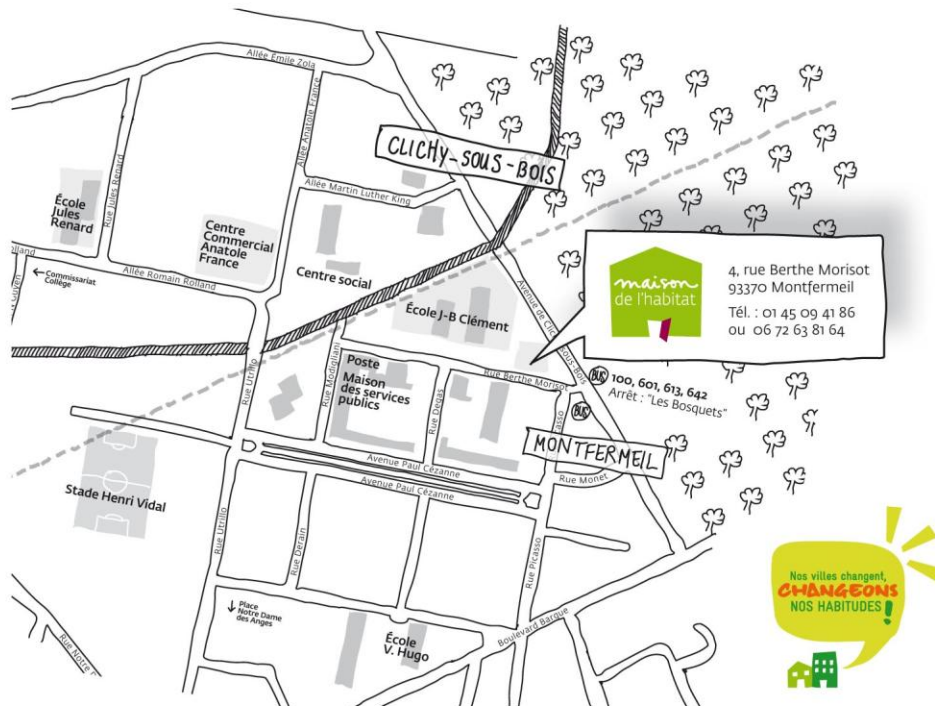 Allée Émile Zola
Allée Anatole France
CLICHY-SOUS-BOIS
Allée Martin Luther King
Rue Jules Renard
École
Jules
Renard
Centre
Commercial
Anatole
France
Centre social
Allée Romain Rolland
Commissariat
Collège
École J-B Clément
Avenue de Clic
Sous-Bois
maison
de l'habitat
4, rue Berthe Morisot
93370 Montfermeil
Tél. : 01 45 09 41 86
ou 06 72 63 81 64
Rue Utrillo
Rue Modigliani
Poste
Maison
des services
publics
Rue Degas
Rue Berthe Morisot
BUS
100, 601, 613, 642
Arrêt : "Les Bosquets"
BUS
MONTFERMEIL
Avenue Paul Cézanne
Avenue Paul Cézanne
Rue Monet
Stade Henri Vidal
Rue Utrillo
Rue Derain
Rue Picasso
Place
Notre Dame
des Anges
École
V. Hugo
Boulevard Barque
Rue Notre
Nos villes changent,
CHANGEONS
NOS HABITUDES !